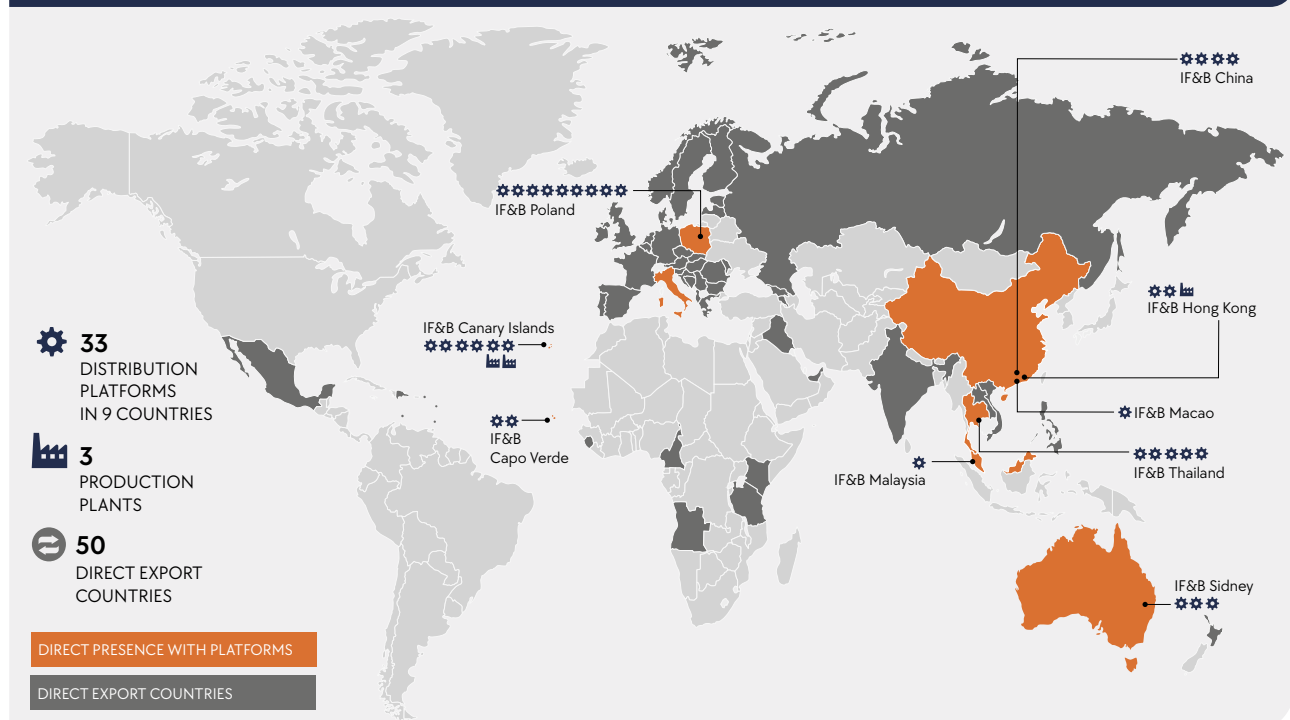 IF&B China
IF&B Poland
IF&B Hong Kong
IF&B Canary Islands
33
DISTRIBUTION
PLATFORMS
IN 9 COUNTRIES
IF&B Macao
IF&B
Capo Verde
3
PRODUCTION
PLANTS
IF&B Thailand
IF&B Malaysia
50
DIRECT EXPORT
COUNTRIES
IF&B Sidney
DIRECT PRESENCE WITH PLATFORMS
DIRECT EXPORT COUNTRIES